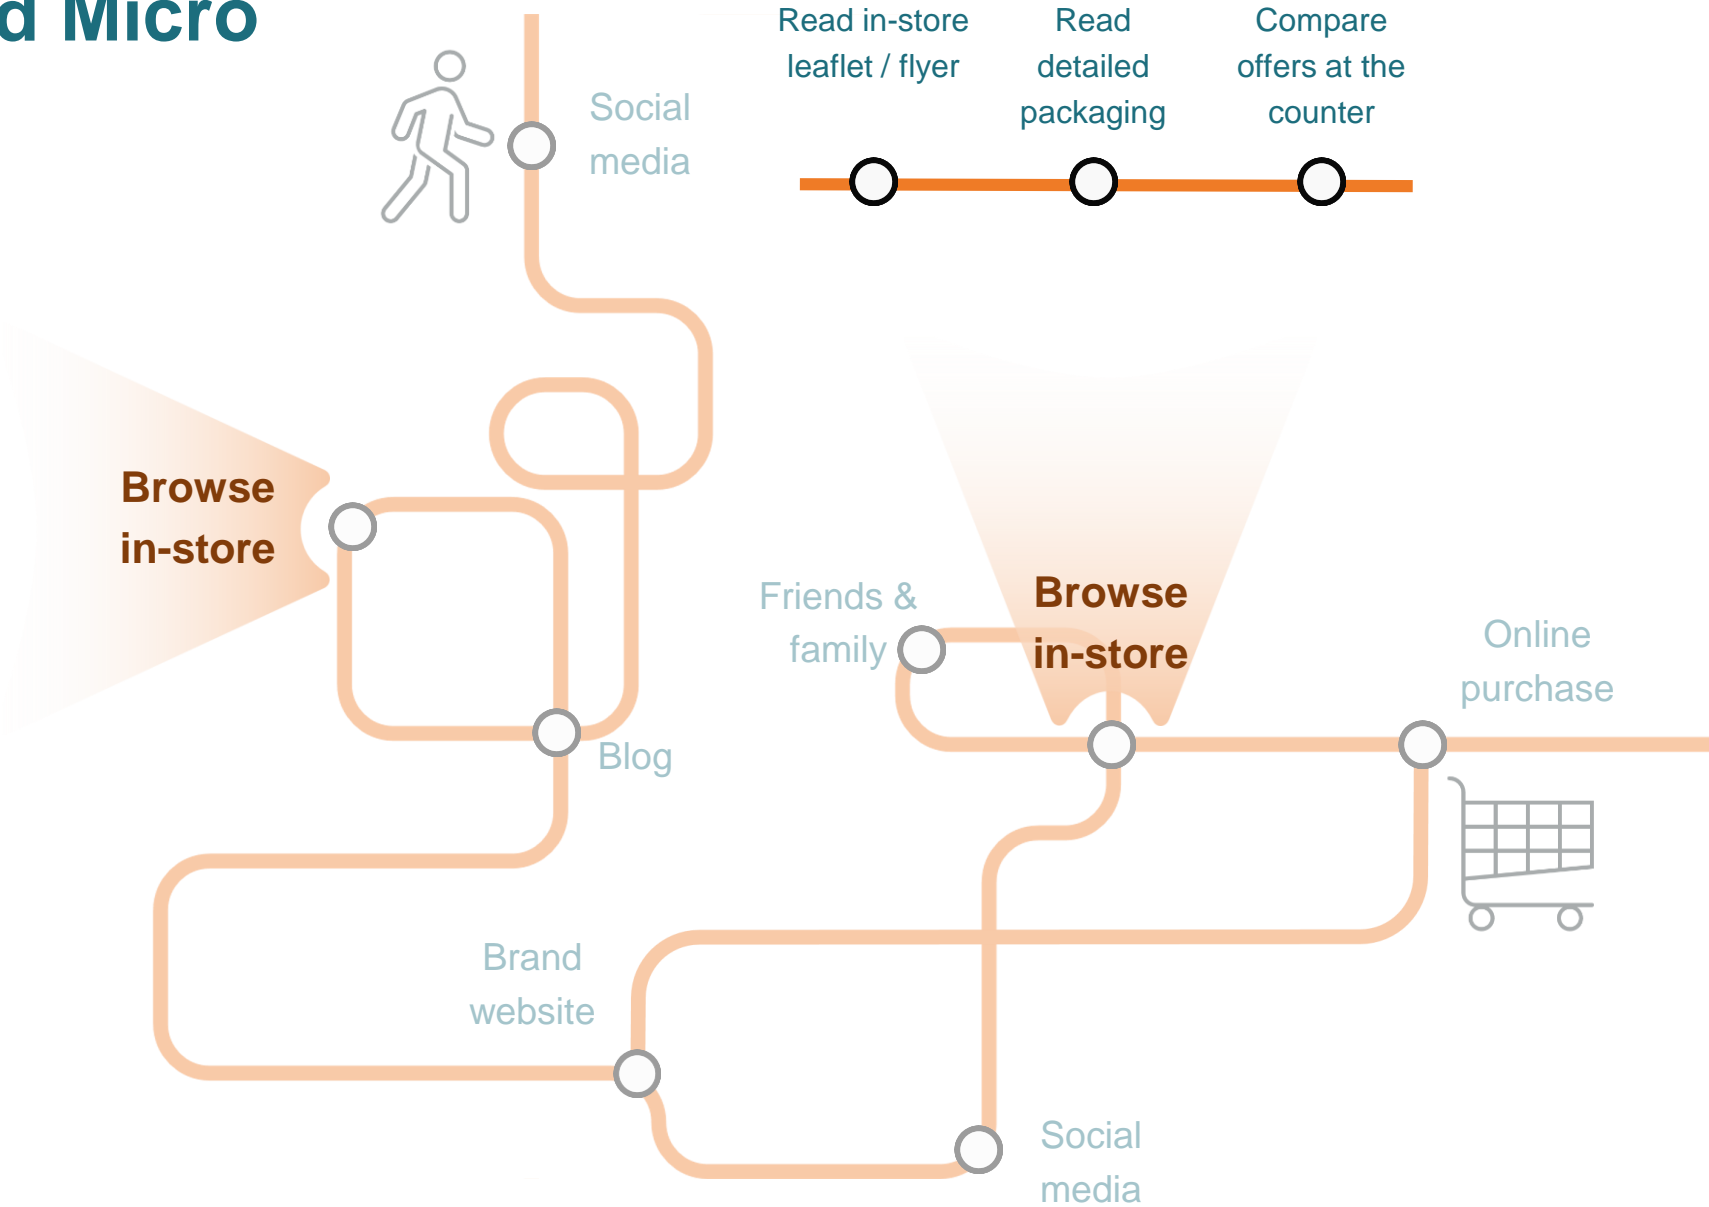 d Micro
Read in-store
leaflet / flyer
Read
detailed
packaging
Compare
offers at the
counter
Social
media
Browse
in-store
Friends &
family
Browse
in-store
Online
purchase
Blog
Brand
website
Social
media